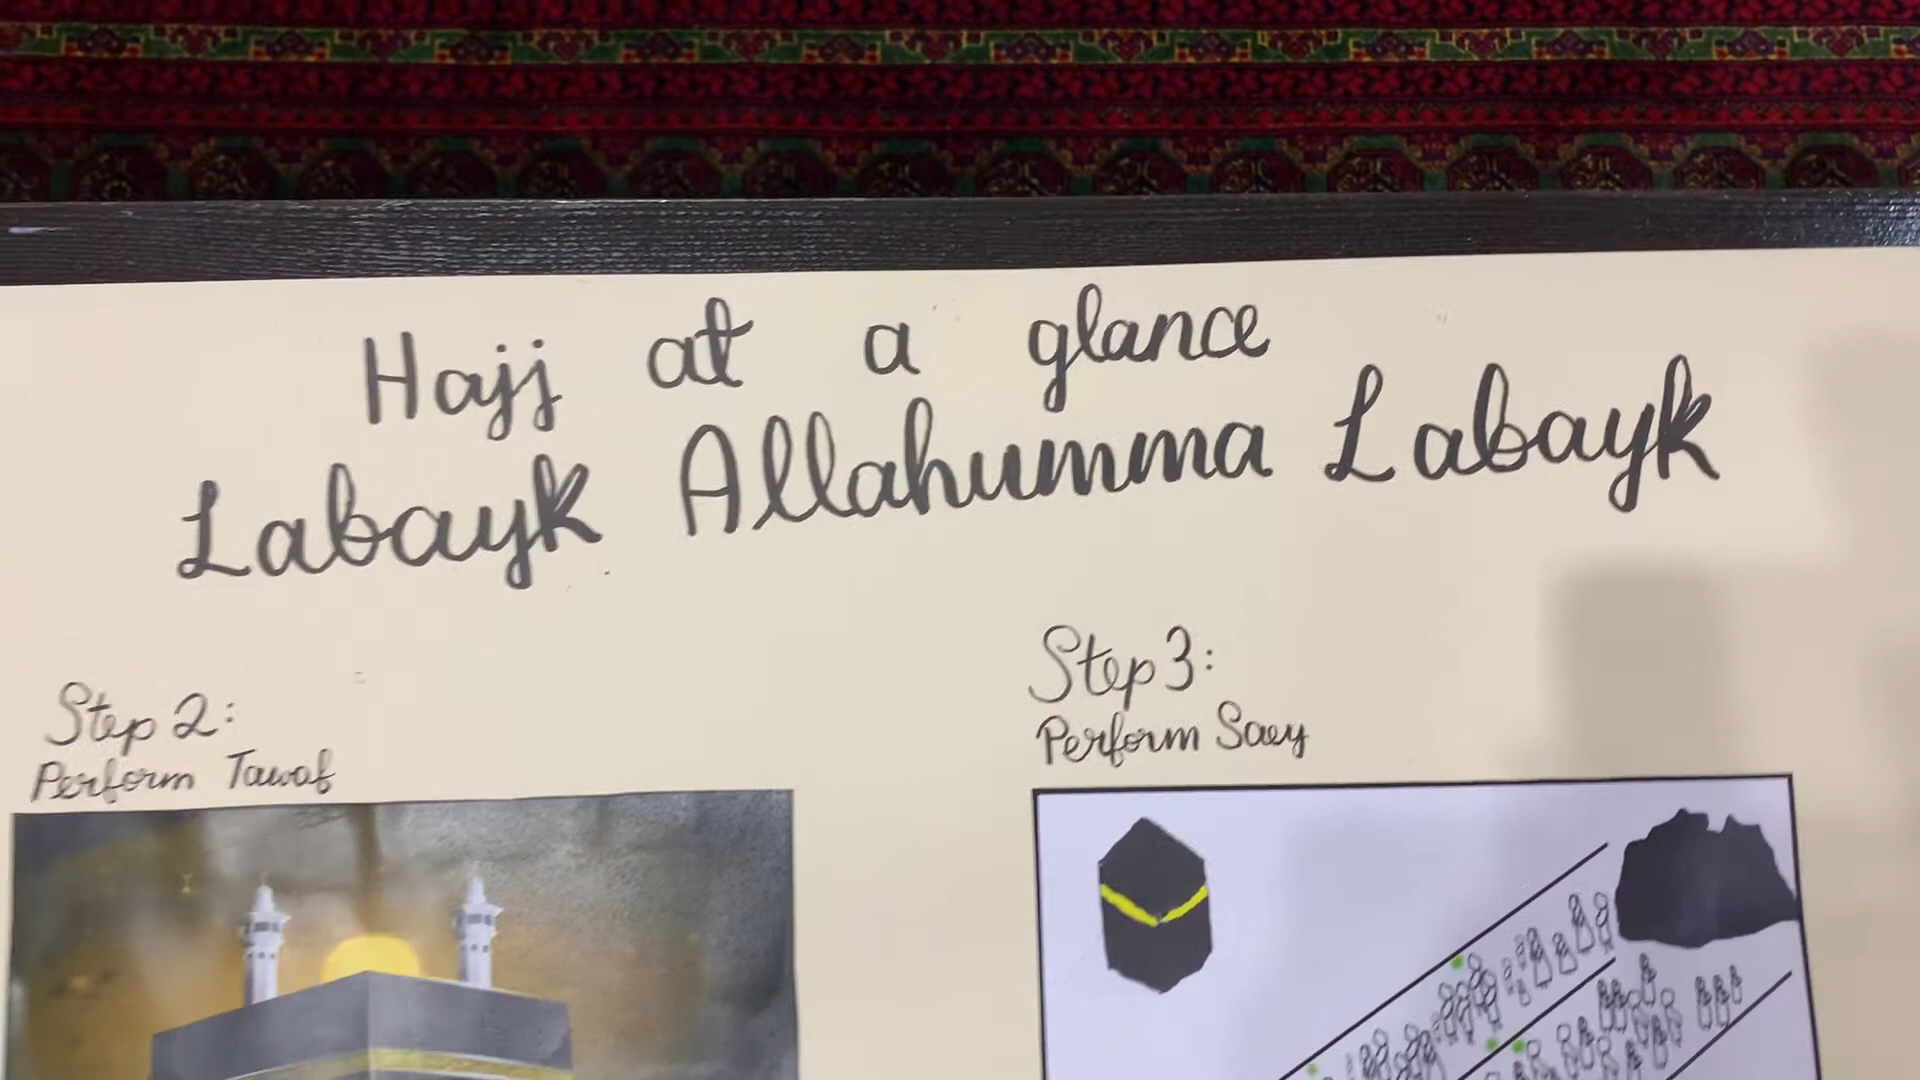 Hajj at a glance
Labayk Allahumma Labayk
Step 2:
Perform Tawaf
Step 3:
Perform Saey